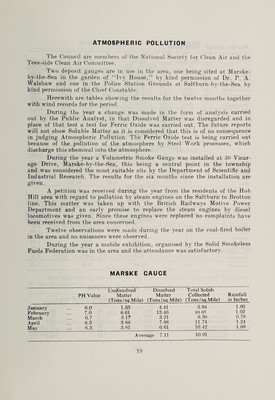 ATMOSPHERIC POLLUTION
The Council are members of the National Society for Clean Air and the
Tees-side Clean Air Committee.
Two deposit gauges are in use in the area, one being sited at Marske-
by-the-Sea in the garden of "Ivy House," by kind permission of Dr. P. A.
Walshaw and one in the Police Station Grounds at Saltburn-by-the-Sea by
kind permission of the Chief Constable.
Herewith are tables showing the results for the twelve months together
with wind records for the period.
During the year a change was made in the form of analysis carried
out by the Public Analyst, in that Dissolved Matter was disregarded and in
place of that test a test for Ferric Oxide was carried out. The future reports
will not show Soluble Matter as it is considered that this is of no consequence
in judging Atmospheric Pollution. The Ferric Oxide test is being carried out
because of the pollution of the atmosphere by Steel Work processes, which
discharge this chemical into the atmosphere.
During the year a Volumetric Smoke Gauge was installed at 30 Vicar-
age Drive, Marske-by-the-Sea, this being a central point in the township
and was considered the most suitable site by the Department of Scientific and
Industrial Research. The results for the six months since the installation are
given.
A petition was received during the year from the residents of the Hob
Hill area with regard to pollution by steam engines on the Saltburn to Brotton
line. This matter was taken up with the British Railways Motive Power
Department and an early promise to replace the steam engines by diesel
locomotives was given. Since these engines were replaced no complaints have
been received from the area concerned.
Twelve observations were made during the year on the coal-fired boiler
in the area and no nuisances were observed.
During the year a mobile exhibition, organised by the Solid Smokeless
Fuels Federation was in the area and the attendance was satisfactory.
MARSKE GAUGE
PH Value Undissolved Matter (Tons/sq.Mile) Dissolved Matter (Tons/sq.Mile) Total Solids Collected (Tons/sq.Mile) Rainfall in Inches
January ... 6.9 1.53 4.41 5.94 1.00
February ... 7.0 6.61 13.46 1.02
March ... 6.7 3.17 3.21 6.38 0.78
April ... 6.5 3.86 7.88 11.74 1.24
May ... 6.3 3.81 6.61 10.42 1.69
Average 7.11 10.91
19